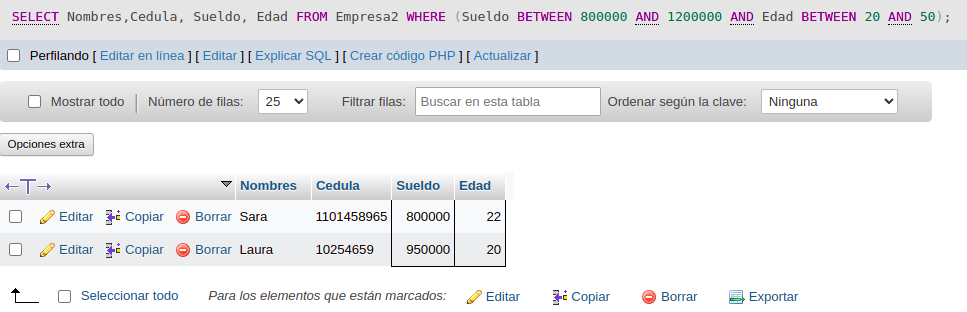 SELECT Nombres,Cedula, Sueldo, Edad FROM Empresa2 WHERE (Sueldo BETWEEN 800000 AND 1200000 AND Edad BETWEEN 20 AND 50);
Perfilando [ Editar en línea ] [ Editar ] [ Explicar SQL ] [ Crear código PHP ] [ Actualizar ]
Mostrar todo Número de filas: 25 Filtrar filas: Buscar en esta tabla Ordenar según la clave: Ninguna
Opciones extra
←T→ Nombres Cedula Sueldo Edad
Editar Copiar Borrar Sara 1101458965 800000 22
Editar Copiar Borrar Laura 10254659 950000 20
Seleccionar todo Para los elementos que están marcados: Editar Copiar Borrar Exportar